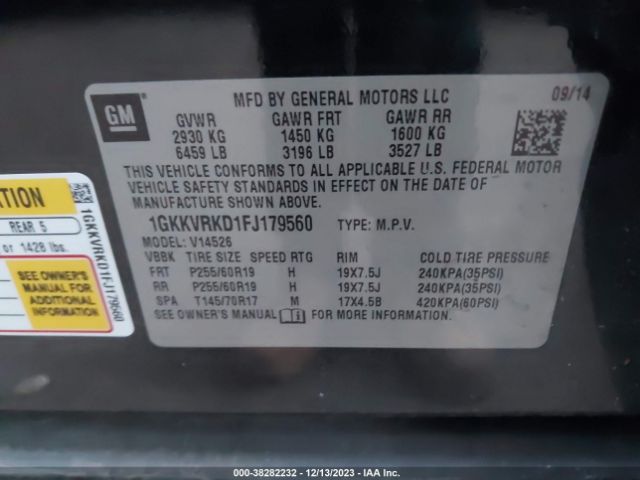 GM
MFD BY GENERAL MOTORS LLC
09/14
GVWR GAWR FRT GAWR RR
2930 KG 1450 KG 1600 KG
6459 LB 3196 LB 3527 LB
THIS VEHICLE CONFORMS TO ALL APPLICABLE U.S. FEDERAL MOTOR
VEHICLE SAFETY STANDARDS IN EFFECT ON THE DATE OF
MANUFACTURE SHOWN ABOVE.
1GKKVRKD1FJ179560 TYPE: M.P.V.
MODEL: V14526
VBBK TIRE SIZE SPEED RTG RIM COLD TIRE PRESSURE
FRT P255/60R19 H 19X7.5J 240KPA(35PSI)
RR P255/60R19 H 19X7.5J 240KPA(35PSI)
SPA T145/70R17 M 17X4.5B 420KPA(60PSI)
SEE OWNER'S MANUAL FOR MORE INFORMATION.
ATION
REAR 5
or 1428 lbs.
SEE OWNER'S
MANUAL FOR
ADDITIONAL
INFORMATION
1GKKVRKD1FJ179560
000-38282232 - 12/13/2023 - IAA Inc.